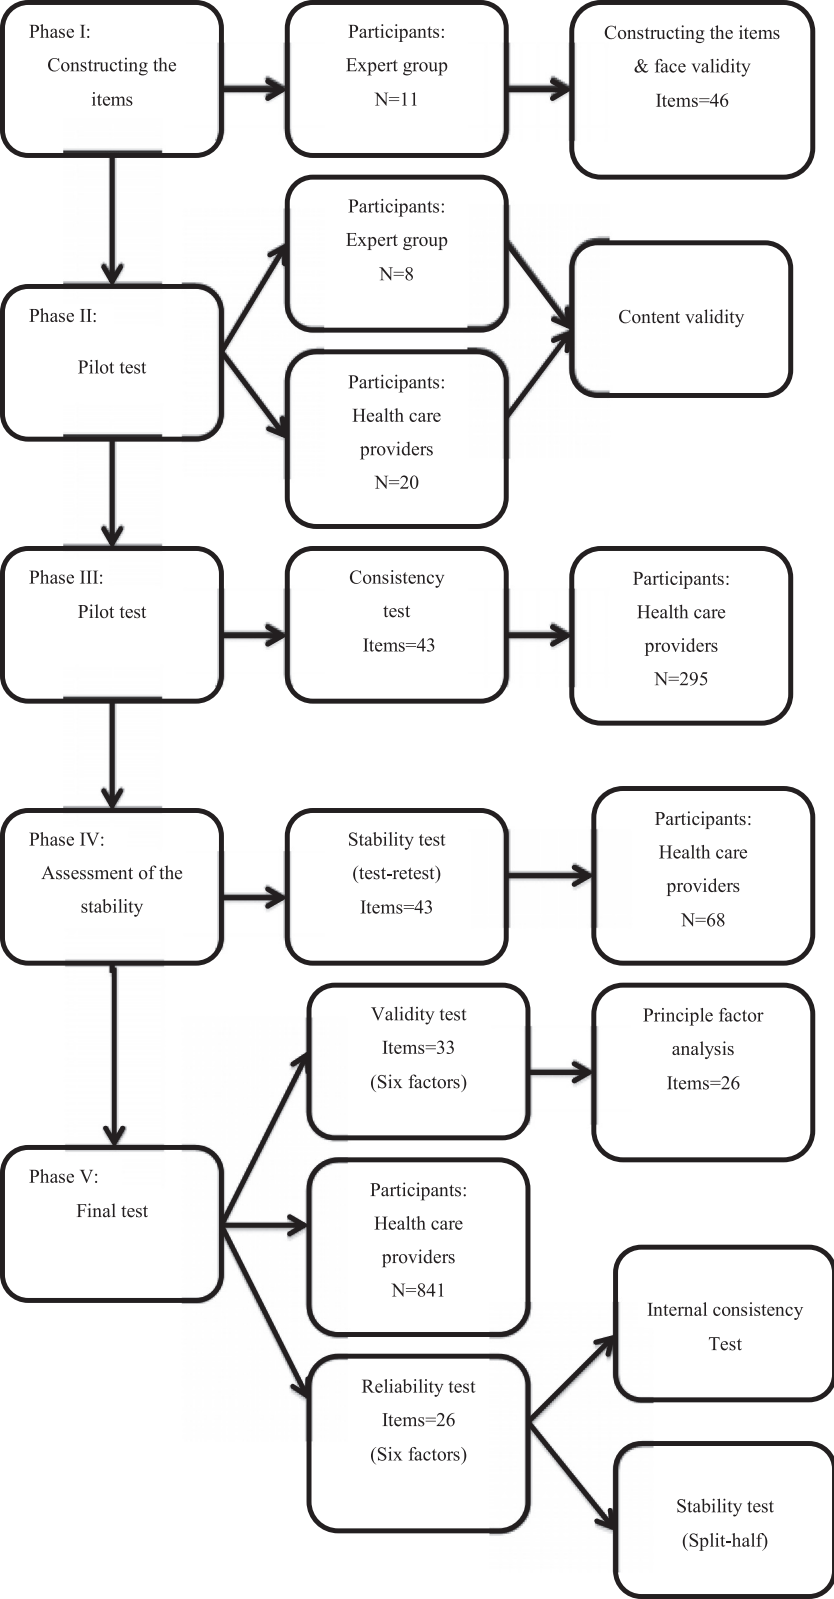 Phase I:
Constructing the
items
Participants:
Expert group
N=11
Constructing the items
& face validity
Items=46
Phase II:
Pilot test
Participants:
Expert group
N=8
Participants:
Health care
providers
N=20
Content validity
Phase III:
Pilot test
Consistency
test
Items=43
Participants:
Health care
providers
N=295
Phase IV:
Assessment of the
stability
Stability test
(test-retest)
Items=43
Participants:
Health care
providers
N=68
Phase V:
Final test
Validity test
Items=33
(Six factors)
Principle factor
analysis
Items=26
Participants:
Health care
providers
N=841
Reliability test
Items=26
(Six factors)
Internal consistency
Test
Stability test
(Split-half)